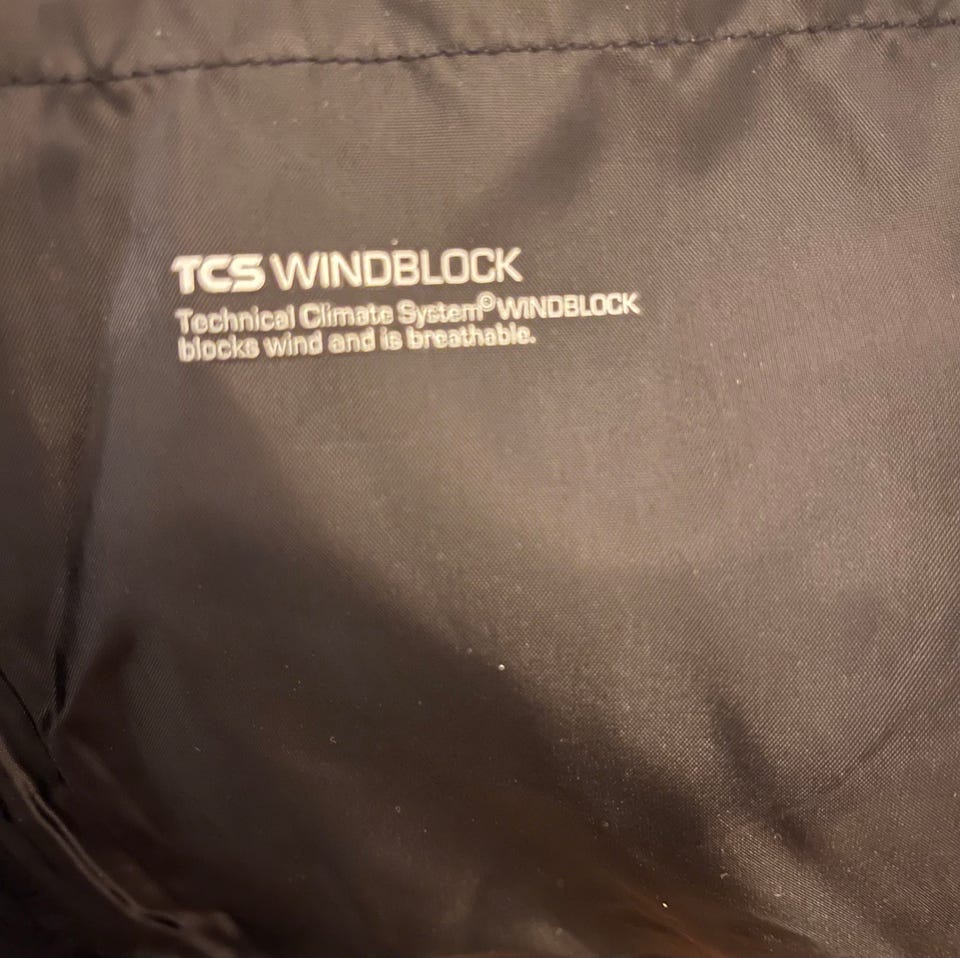 TCS WINDBLOCK
Technical Climate System© WINDBLOCK
blocks wind and is breathable.